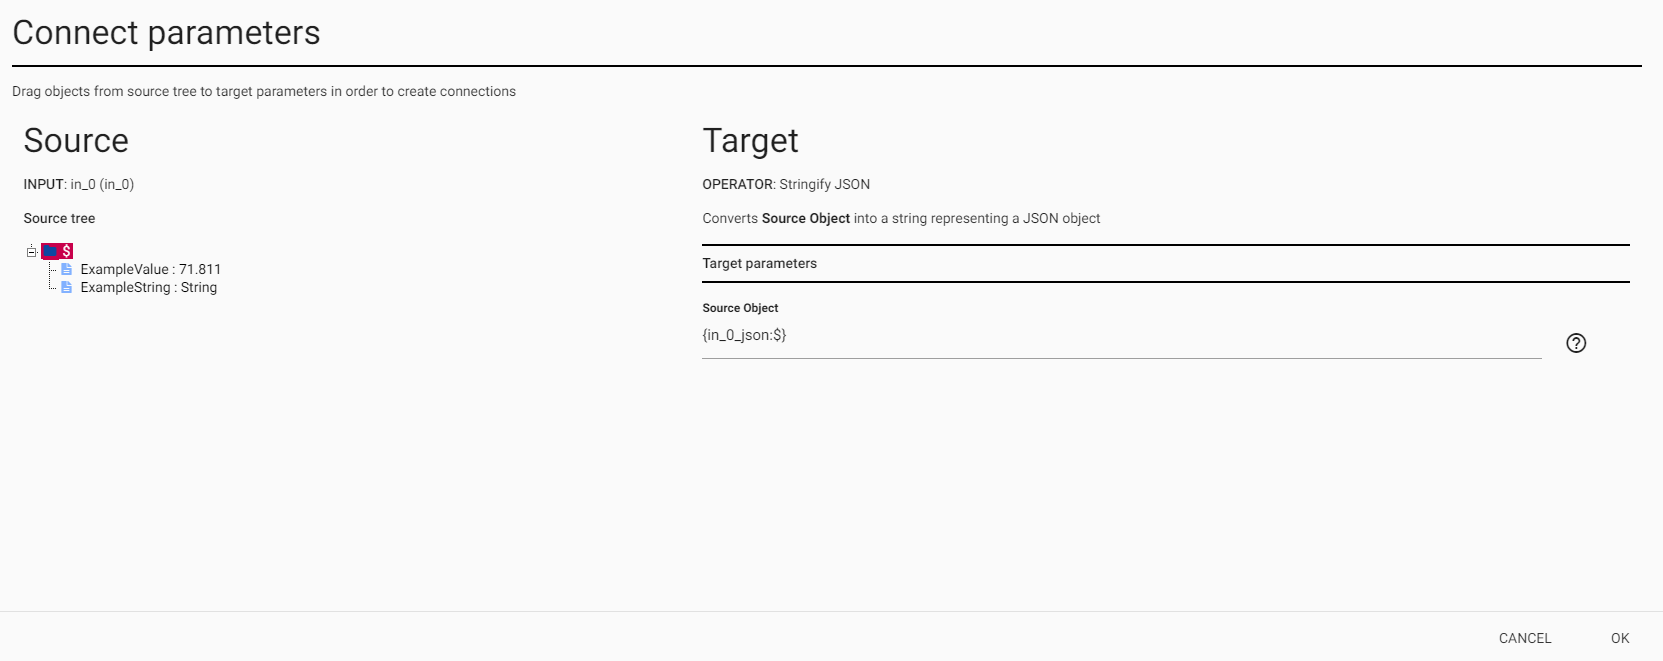 Connect parameters
Drag objects from source tree to target parameters in order to create connections
Source
INPUT: in_0 (in_0)
Source tree
$
ExampleValue : 71.811
ExampleString : String
Target
OPERATOR: Stringify JSON
Converts Source Object into a string representing a JSON object
Target parameters
Source Object
{in_0_json:$}
?
CANCEL
OK